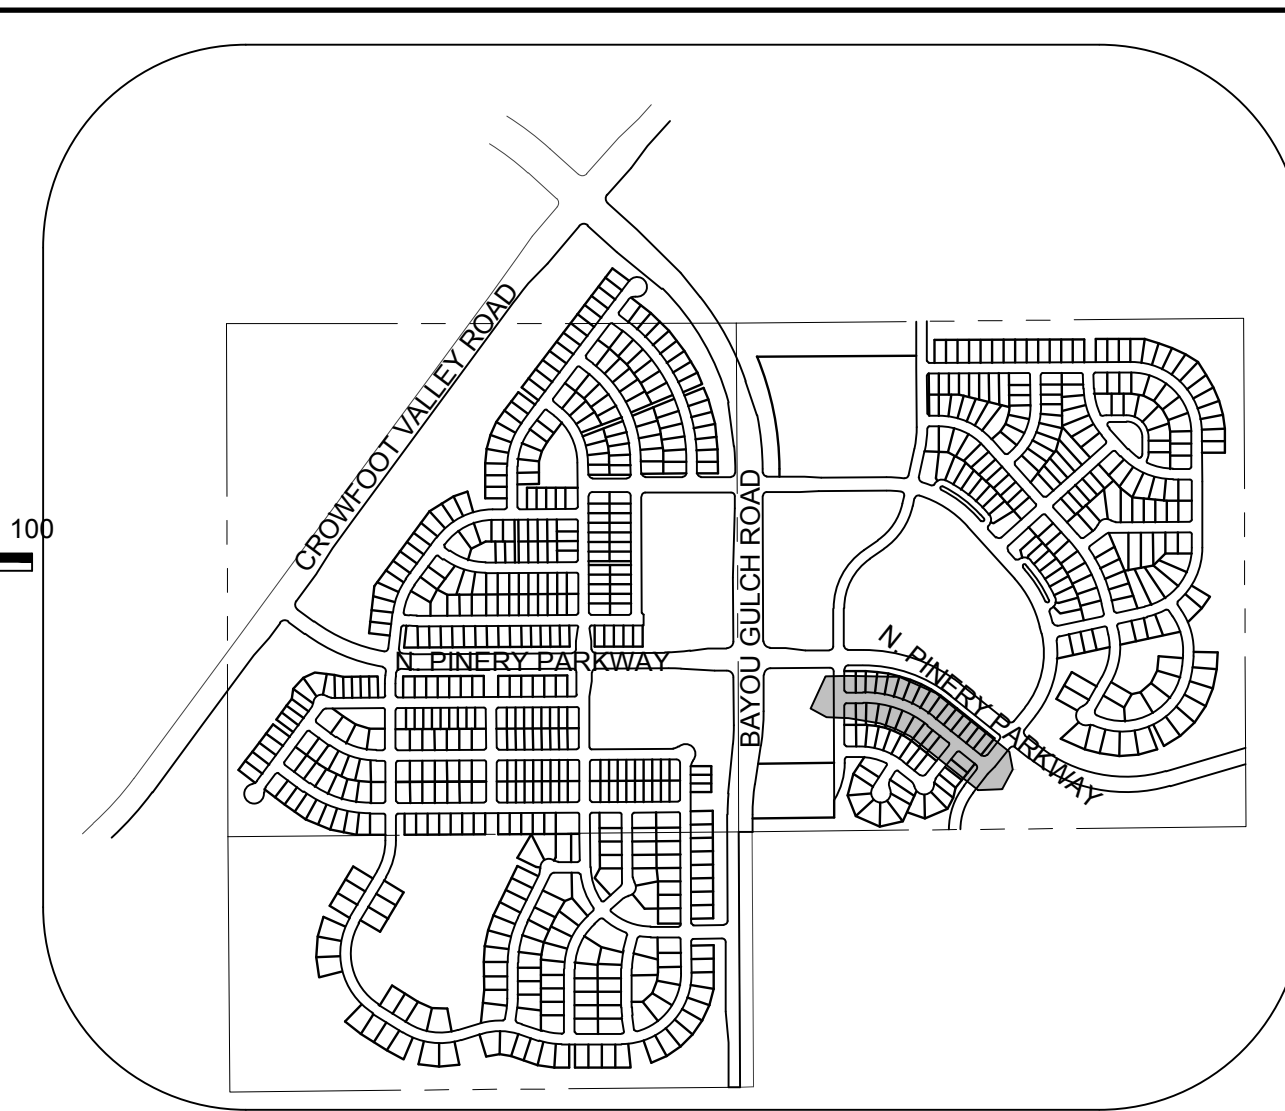 CROWFOOT VALLEY ROAD
100
BAYOU GULCH ROAD
N. PINERY PARKWAY
N. PINERY PARKWAY